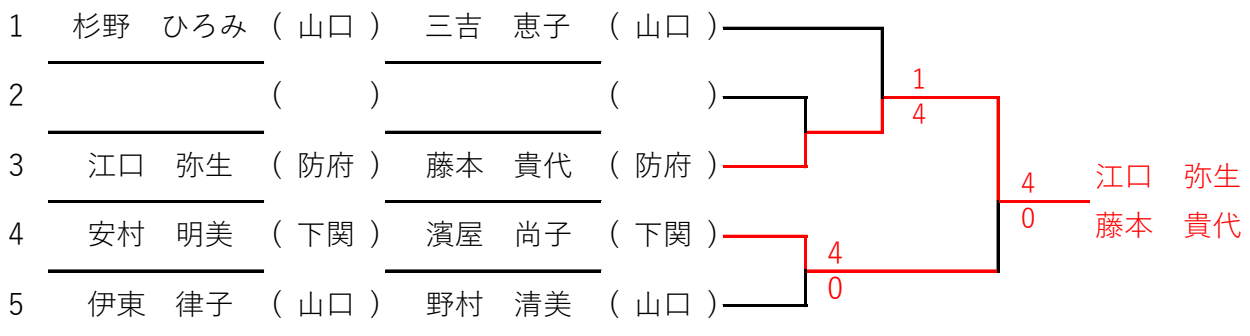 1 杉野 ひろみ ( 山口 ) 三吉 恵子 ( 山口 )
1
2 ( ) ( )
4
3 江口 弥生 ( 防府 ) 藤本 貴代 ( 防府 )
4 江口 弥生
0 藤本 貴代
4 安村 明美 ( 下関 ) 濱屋 尚子 ( 下関 )
4
0
5 伊東 律子 ( 山口 ) 野村 清美 ( 山口 )